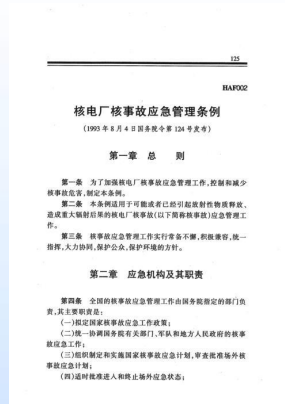 125
HAF002
核电厂核事故应急管理条例
(1993 年 8 月 4 日国务院令第 124 号发布)
第一章 总 则
第一条 为了加强核电厂核事故应急管理工作,控制和减少
核事故危害,制定本条例。
第二条 本条例适用于可能或者已经引起放射性物质释放、
造成重大辐射后果的核电厂核事故(以下简称核事故)应急管理工
作。
第三条 核事故应急管理工作实行常备不懈,积极兼容,统一
指挥,大力协同,保护公众,保护环境的方针。
第二章 应急机构及其职责
第四条 全国的核事故应急管理工作由国务院指定的部门负
责,其主要职责是:
(一)拟定国家核事故应急工作政策;
(二)统一协调国务院有关部门、军队和地方人民政府的核事
故应急工作;
(三)组织制定和实施国家核事故应急计划,审查批准场外核
事故应急计划;
(四)适时批准进入和终止场外应急状态;